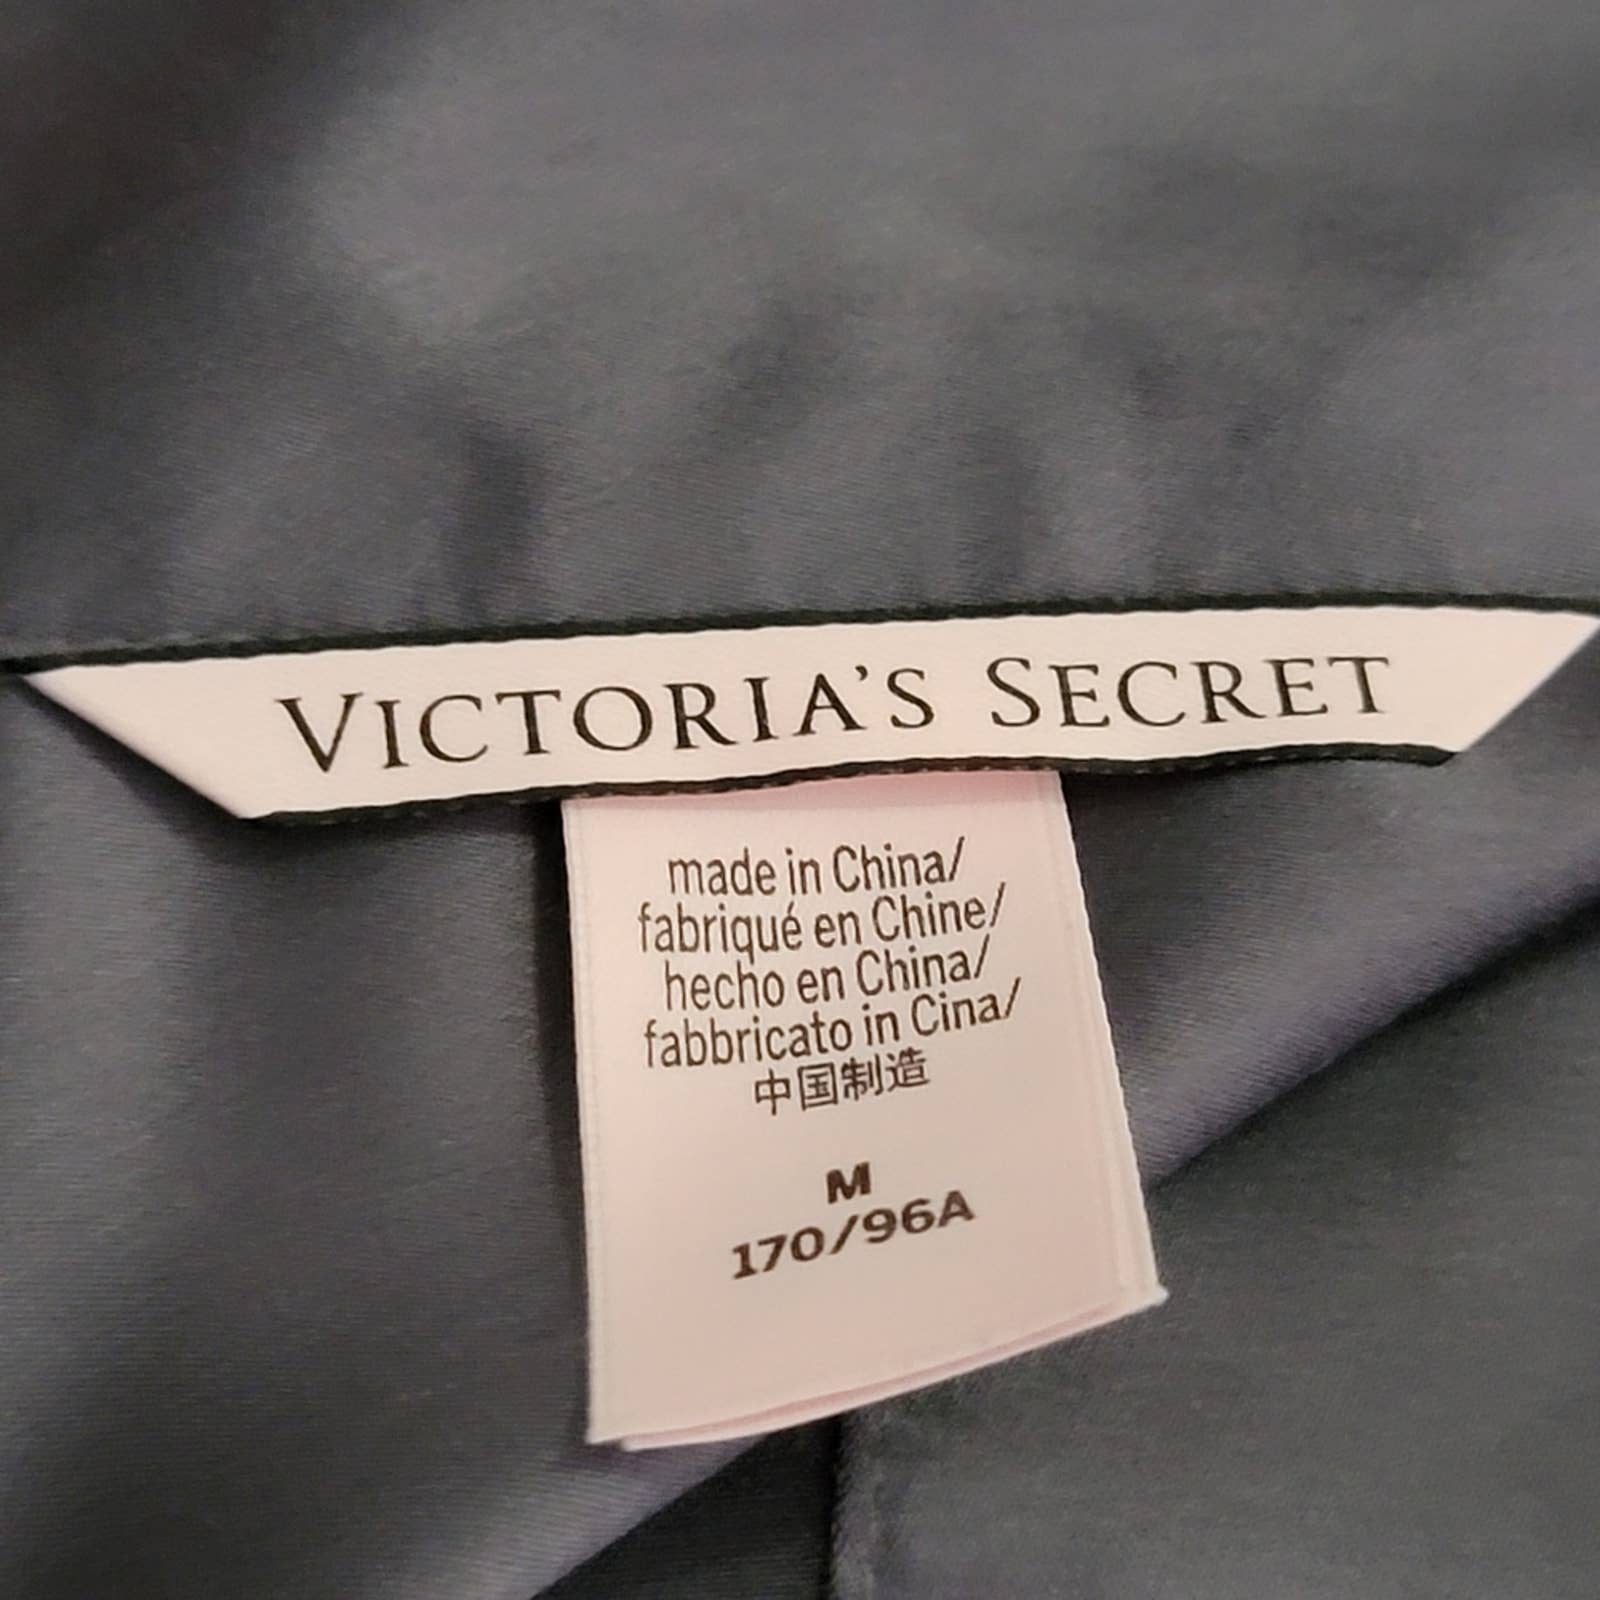 VICTORIA'S SECRET
made in China/
fabriqué en Chine/
hecho en China/
fabbricato in Cina/
中国制造
M
170/96A